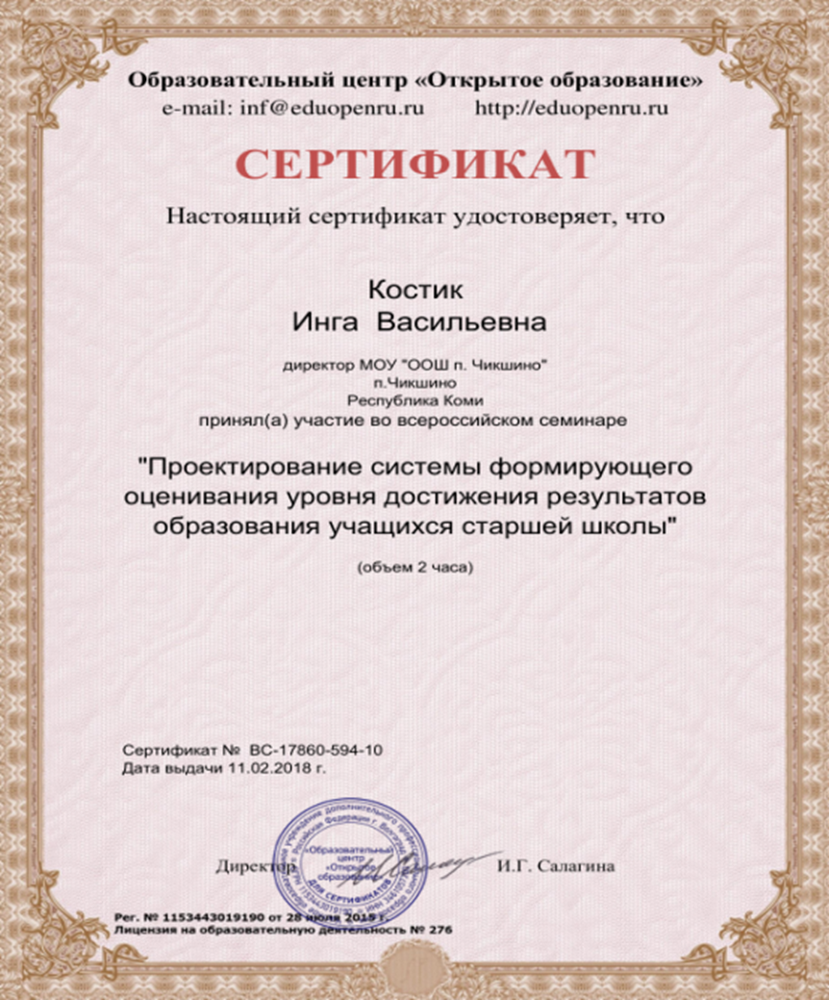 Образовательный центр «Открытое образование»
e-mail: inf@eduopenru.ru http://eduopenru.ru
СЕРТИФИКАТ
Настоящий сертификат удостоверяет, что
Костик
Инга Васильевна
директор МОУ "ООШ п. Чикшино"
п.Чикшино
Республика Коми
принял(а) участие во всероссийском семинаре
"Проектирование системы формирующего
оценивания уровня достижения результатов
образования учащихся старшей школы"
(объем 2 часа)
Сертификат № ВС-17860-594-10
Дата выдачи 11.02.2018 г.
«Образовательный
центр
«Открытое
образование»
ДЛЯ СЕРТИФИКАТОВ
Директор И.Г. Салагина
Рег. № 1153443019190 от 28 июля 2015 г.
Лицензия на образовательную деятельность № 276